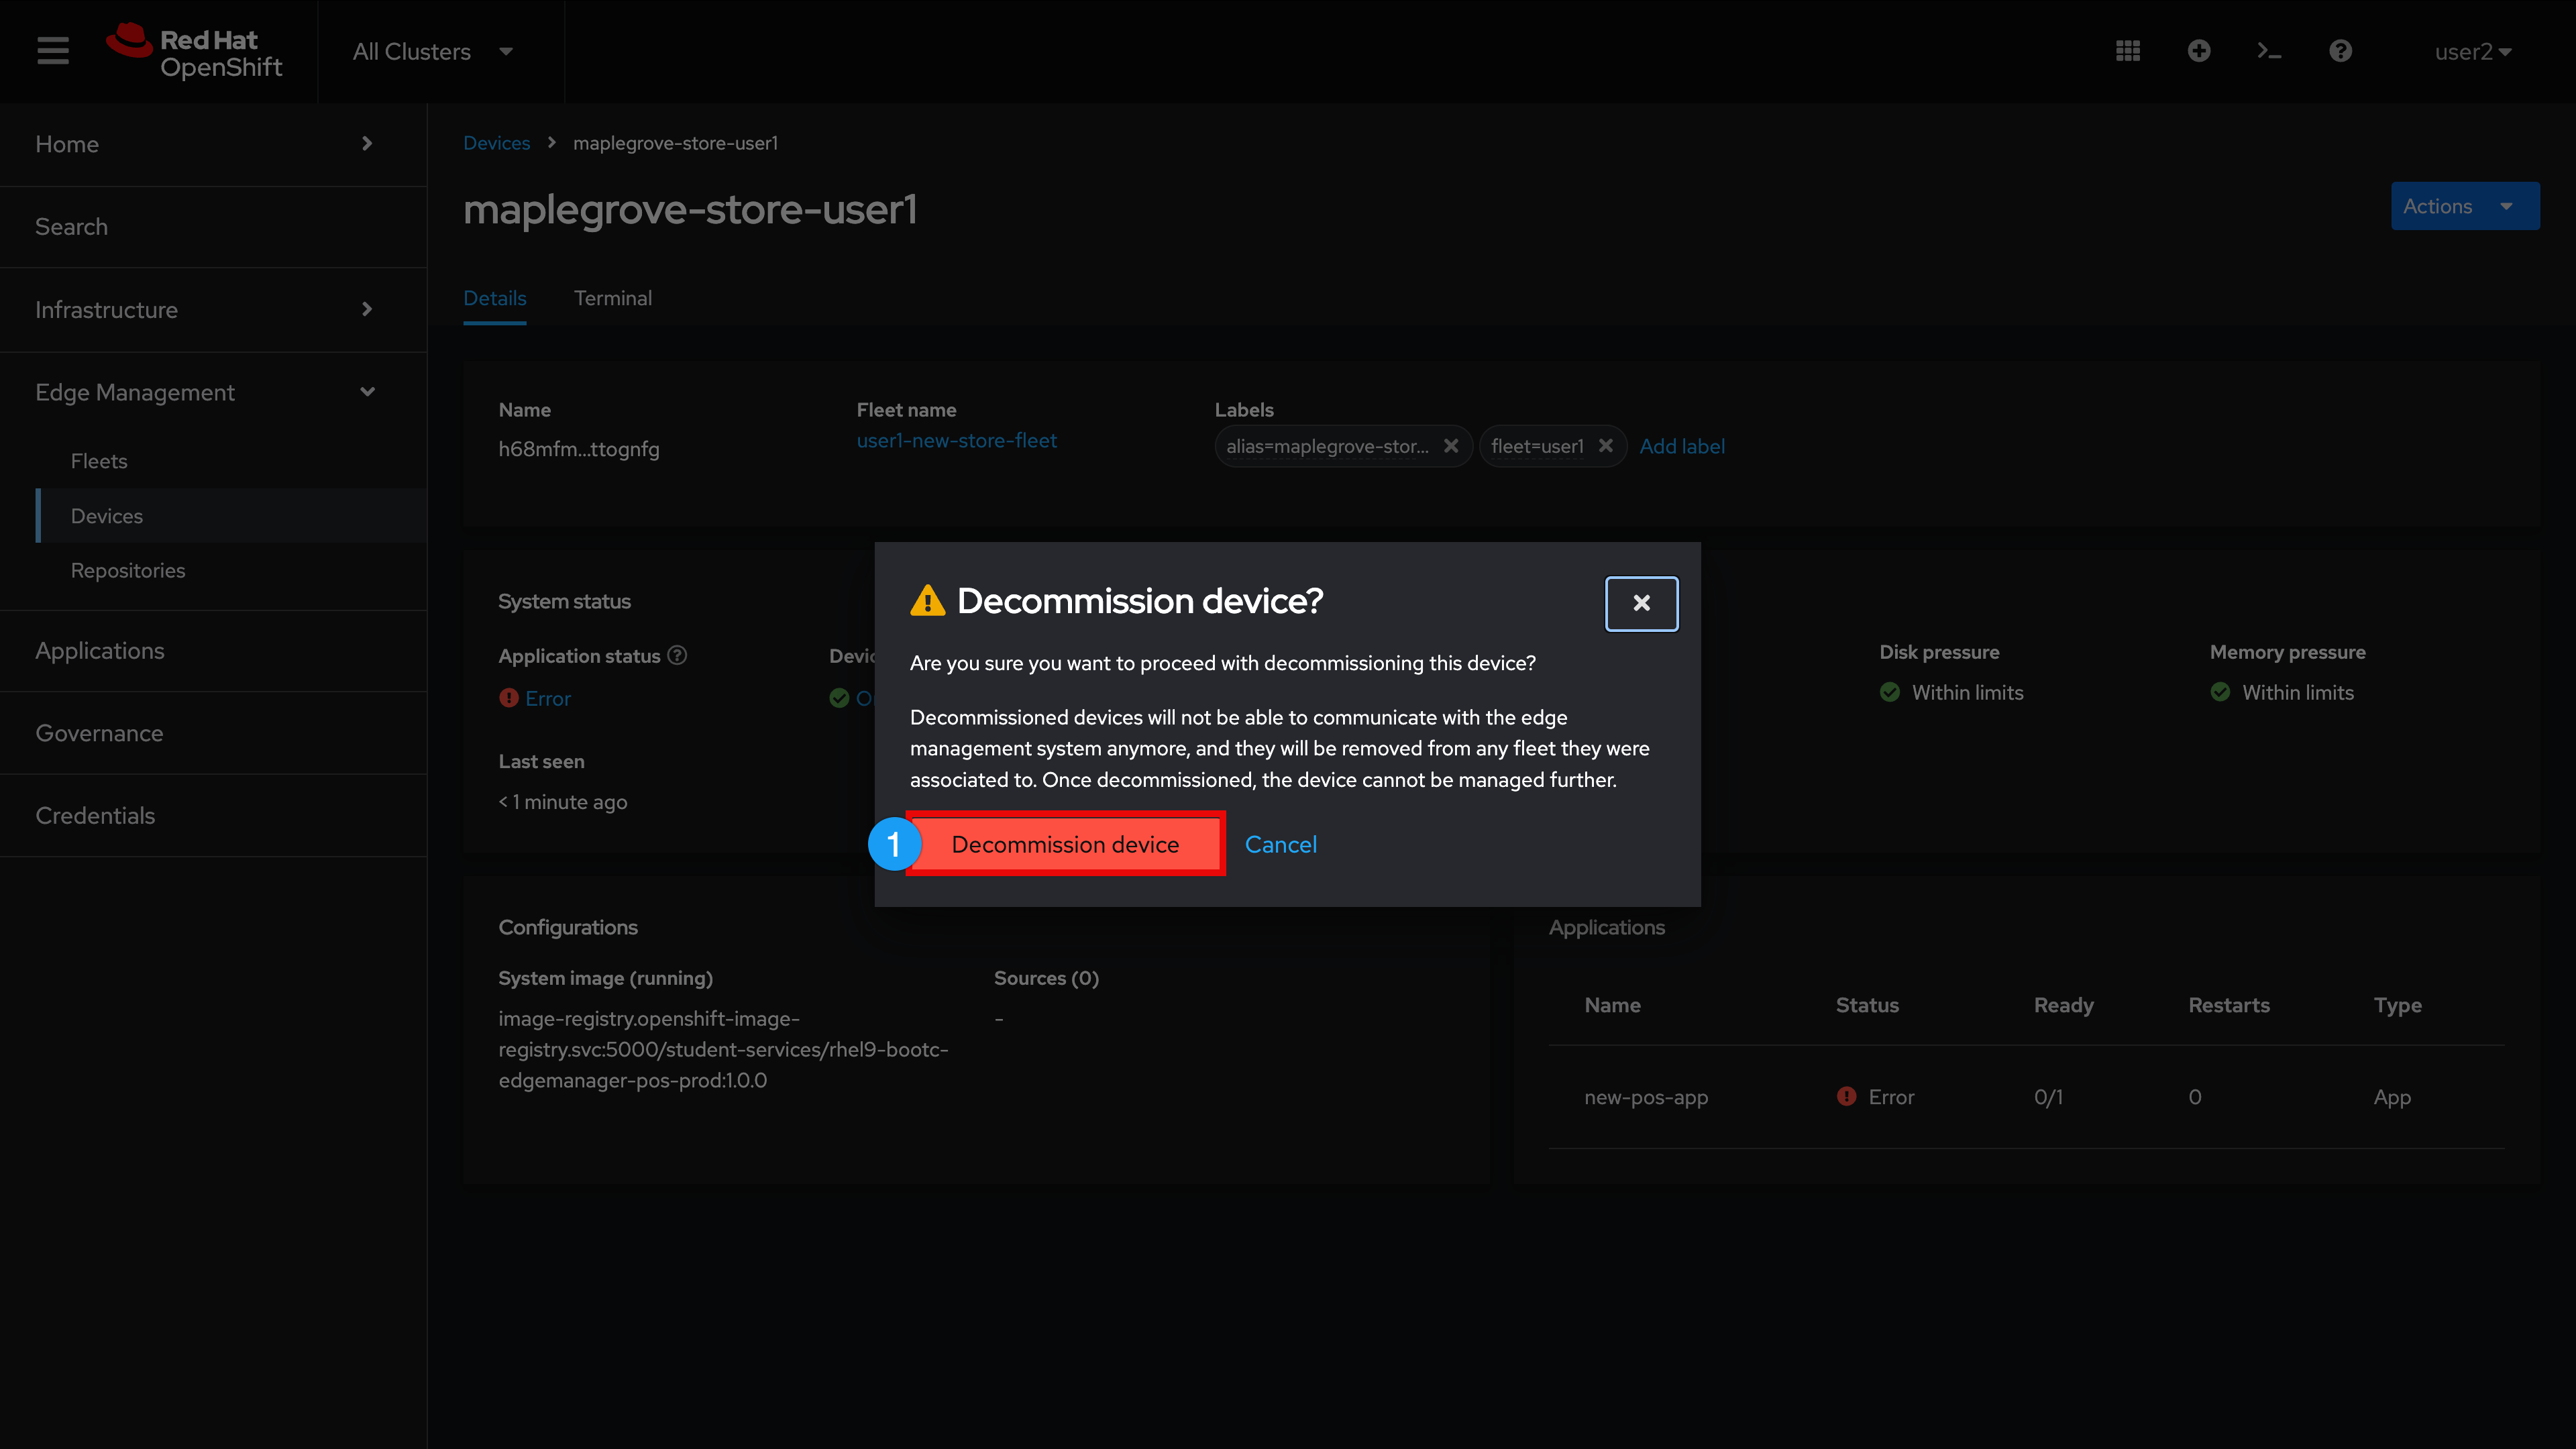 Red Hat
OpenShift
All Clusters
user2
Home
Search
Infrastructure
Edge Management
Fleets
Devices
Repositories
Applications
Governance
Credentials
Devices > maplegrove-store-user1
maplegrove-store-user1
Actions
Details Terminal
Name Fleet name Labels
h68mfm...ttognfg user1-new-store-fleet alias=maplegrove-stor... fleet=user1 Add label
System status
Application status
Error
Last seen
< 1 minute ago
Disk pressure Memory pressure
Within limits Within limits
Decommission device?
Are you sure you want to proceed with decommissioning this device?
Decommissioned devices will not be able to communicate with the edge
management system anymore, and they will be removed from any fleet they were
associated to. Once decommissioned, the device cannot be managed further.
1 Decommission device Cancel
Configurations
System image (running) Sources (0)
image-registry.openshift-image- -
registry.svc:5000/student-services/rhel9-bootc-
edgemanager-pos-prod:1.0.0
Applications
Name Status Ready Restarts Type
new-pos-app Error 0/1 0 App